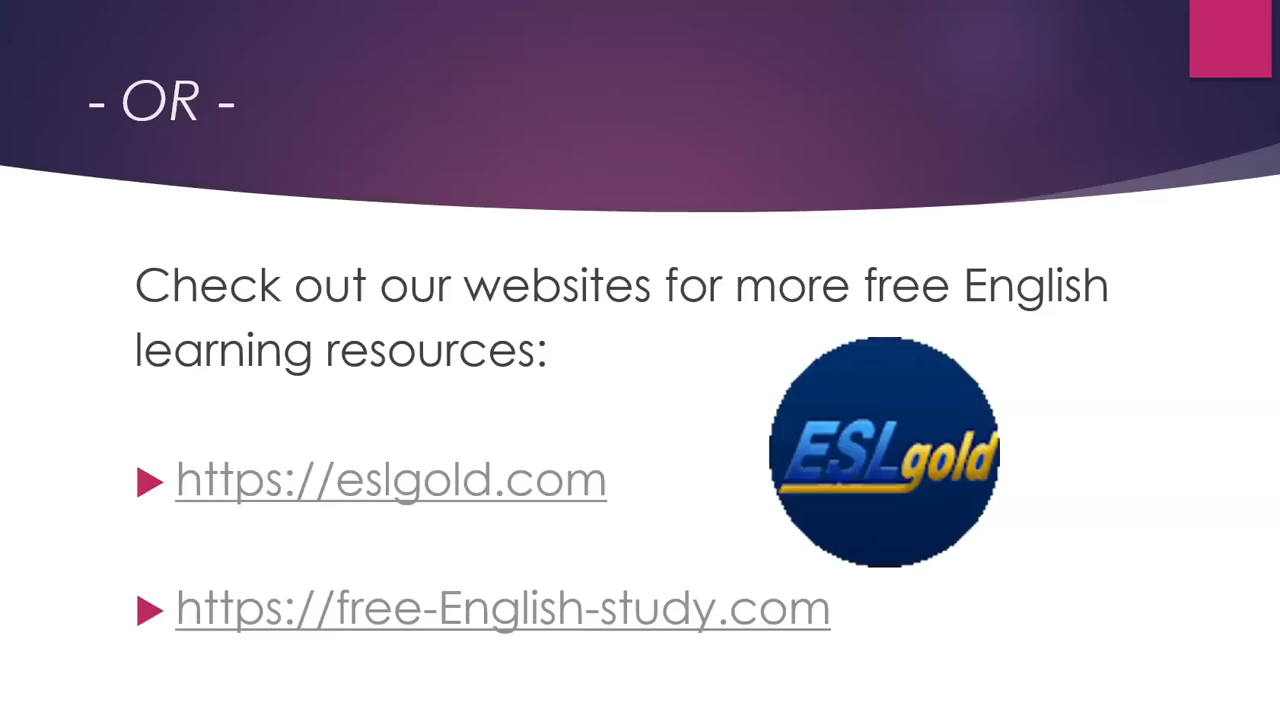 - OR -
Check out our websites for more free English
learning resources:
ESLgold
https://eslgold.com
https://free-English-study.com